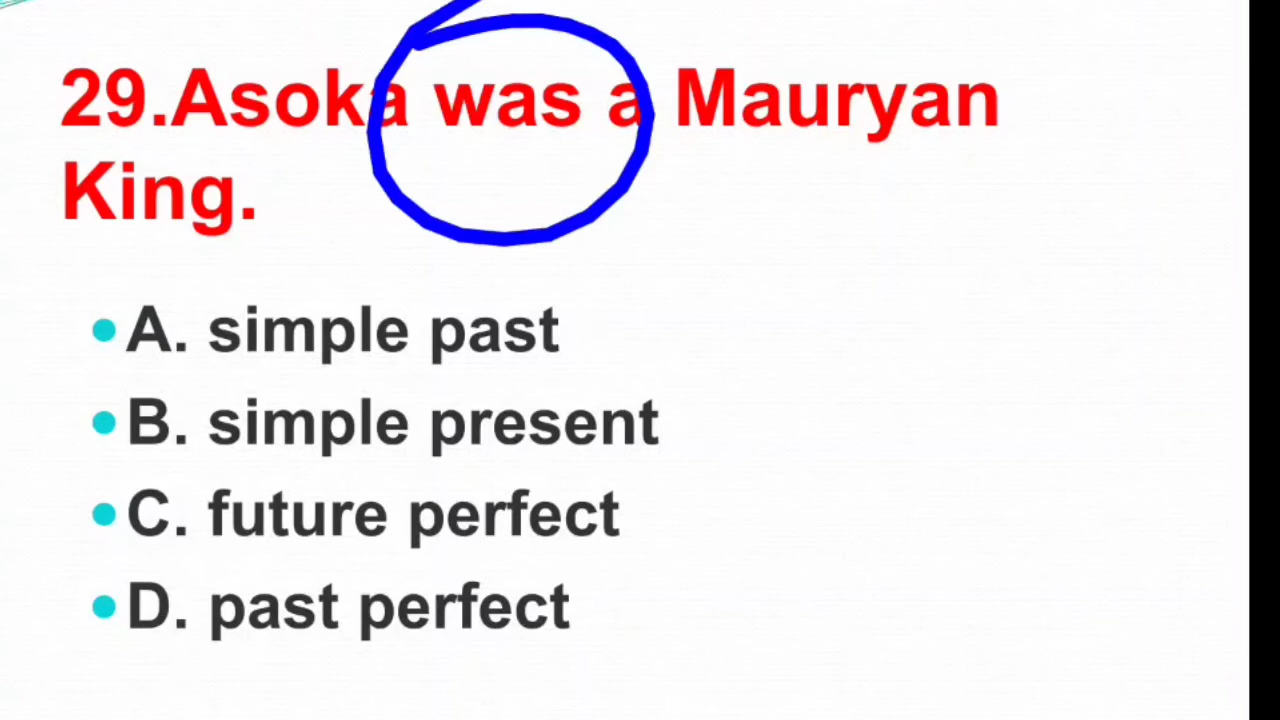 29.Asoka was a Mauryan
King.
A. simple past
B. simple present
C. future perfect
D. past perfect